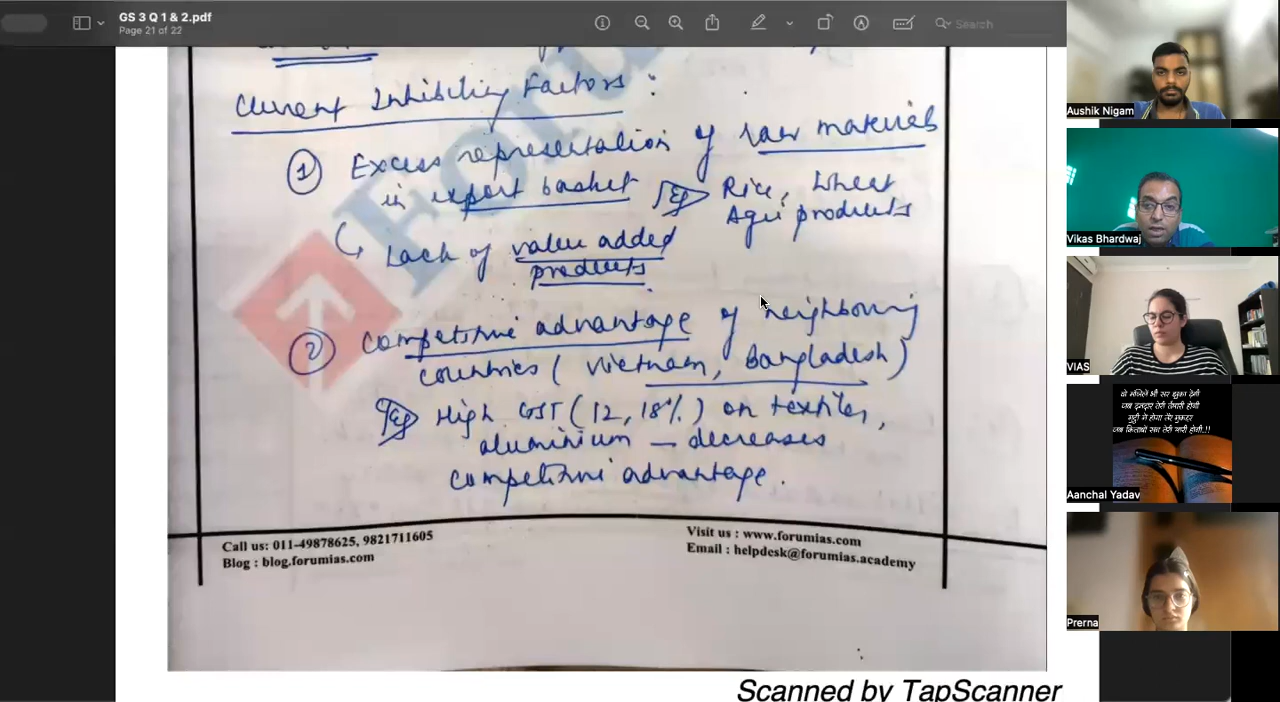 GS 3 Q 1 & 2.pdf
Page 21 of 22
Search
Current Inhibiting Factors :
① Excess representation of raw materials
in export basket Eg Rice, Wheat
Agri products
Lack of value added
products.
② Competitive advantage of neighbouring
countries (Vietnam, Bangladesh)
Eg High GST (12, 18%) on textiles,
aluminium — decreases
competitive advantage.
Call us: 011-49878625, 9821711605
Blog : blog.forumias.com
Visit us : www.forumias.com
Email : helpdesk@forumias.academy
Scanned by TapScanner
Aushik Nigam
Vikas Bhardwaj
VIAS
जब किताबों संग तेरी यारी होगी.!!
Aanchal Yadav
Prerna